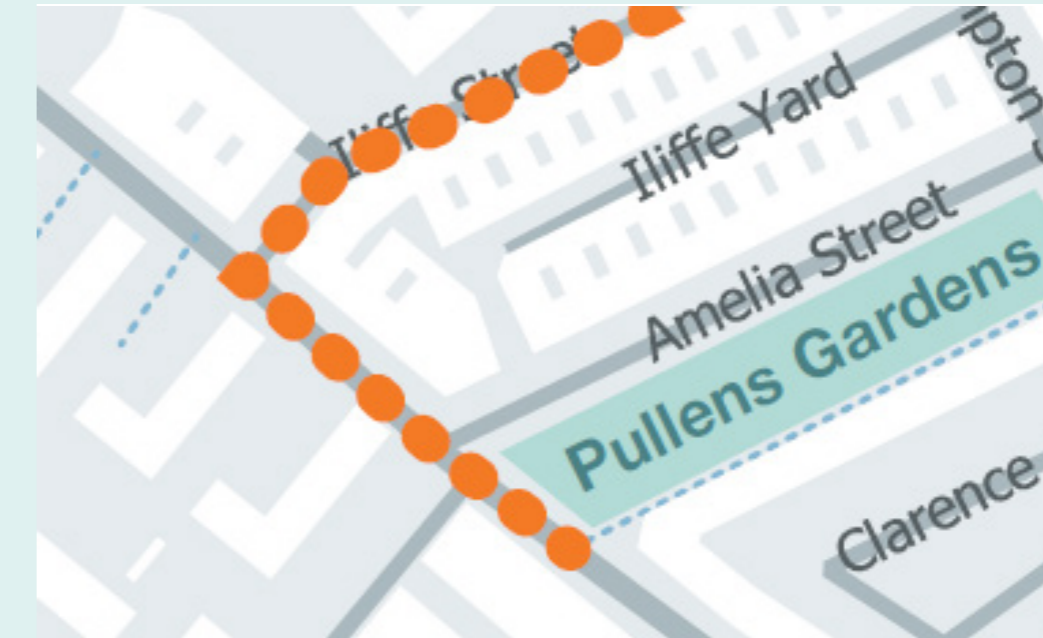 Iliffe Street
Iliffe Yard
Amelia Street
Pullens Gardens
Clarence